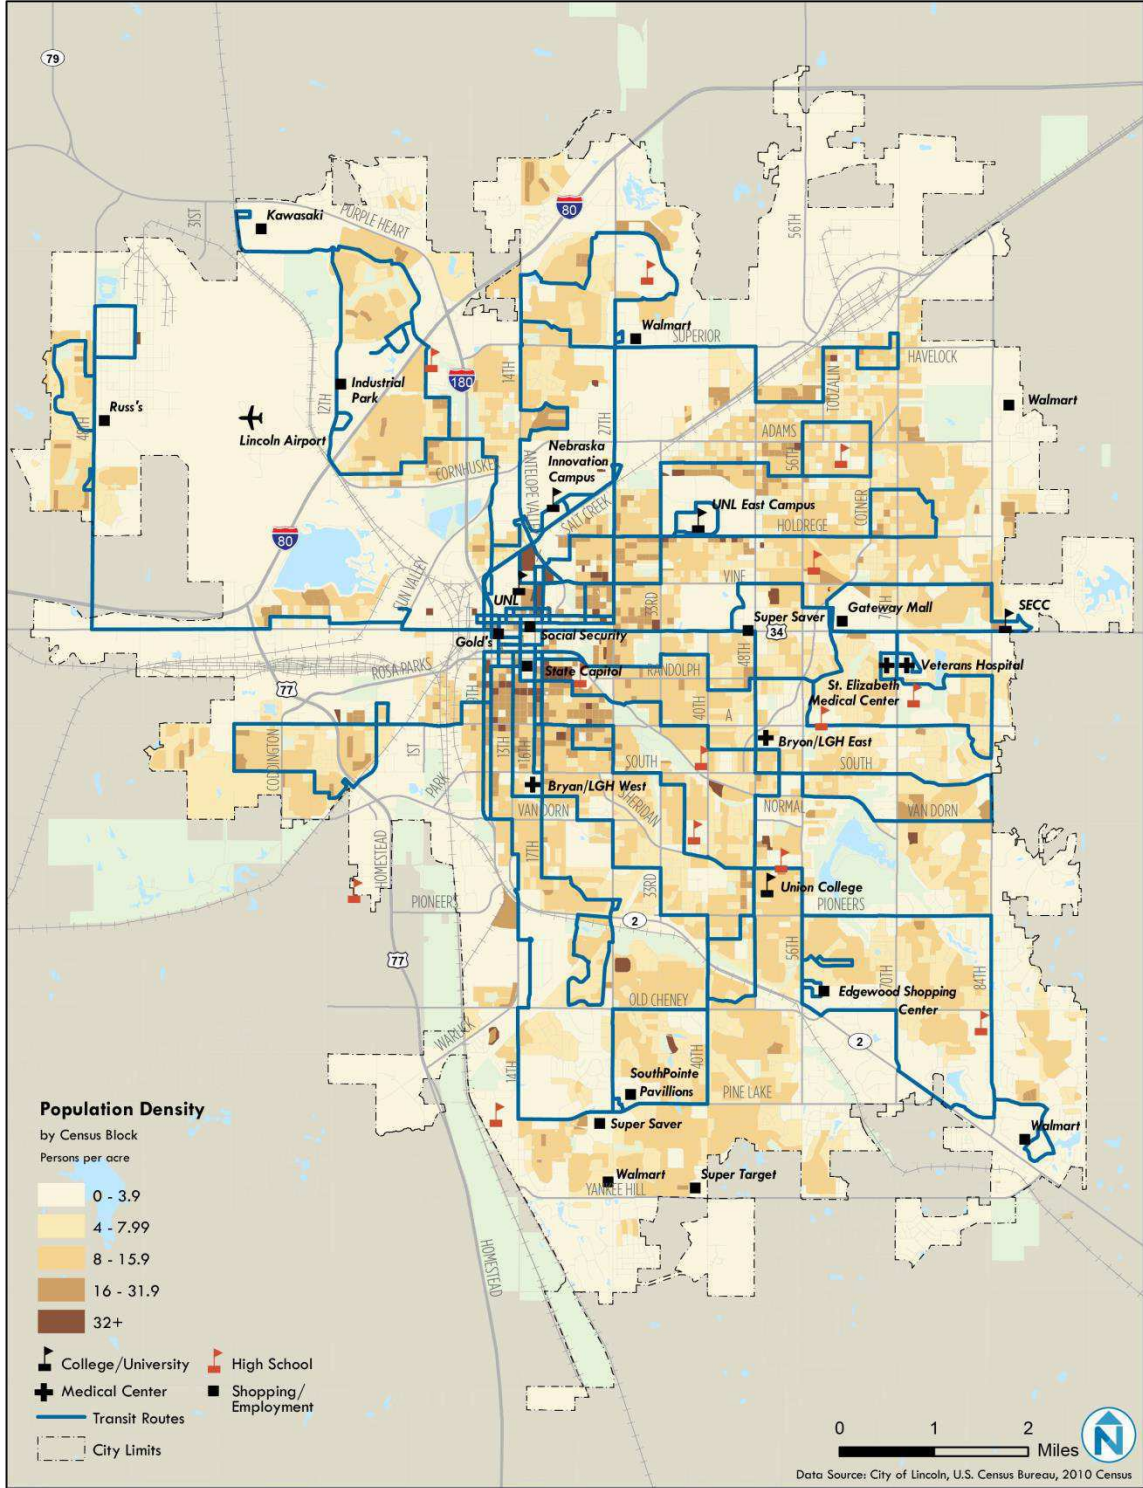 79
Kawasaki
31ST
PURPLE HEART
80
56TH
Walmart
SUPERIOR
HAVELOCK
14TH
180
TOUZALIN
Industrial
Park
12TH
Russ's
48TH
Walmart
Lincoln Airport
27TH
ADAMS
56TH
Nebraska
Innovation
Campus
CORNHUSKER
ANTELOPE VALLEY
SALT CREEK
UNL East Campus
COTNER
HOLDREGE
80
SUN VALLEY
VINE
UNL
33RD
70TH
Super Saver
Gateway Mall
SECC
34
Gold's
Social Security
48TH
ROSA PARKS
State Capitol
RANDOLPH
Veterans Hospital
77
9TH
St. Elizabeth
Medical Center
40TH
A
CODDINGTON
1ST
13TH
16TH
Bryon/LGH East
SOUTH
SOUTH
PARK
Bryan/LGH West
SHERIDAN
NORMAL
VAN DORN
VAN DORN
17TH
HOMESTEAD
33RD
Union College
PIONEERS
PIONEERS
2
56TH
77
70TH
84TH
Edgewood Shopping
Center
OLD CHENEY
WARLICK
2
14TH
40TH
SouthPointe
Pavillions
PINE LAKE
Super Saver
Walmart
Walmart
Super Target
YANKEE HILL
HOMESTEAD
Population Density
by Census Block
Persons per acre
0 - 3.9
4 - 7.99
8 - 15.9
16 - 31.9
32+
College/University
High School
Medical Center
Shopping/
Employment
Transit Routes
City Limits
0 1 2
Miles
N
Data Source: City of Lincoln, U.S. Census Bureau, 2010 Census